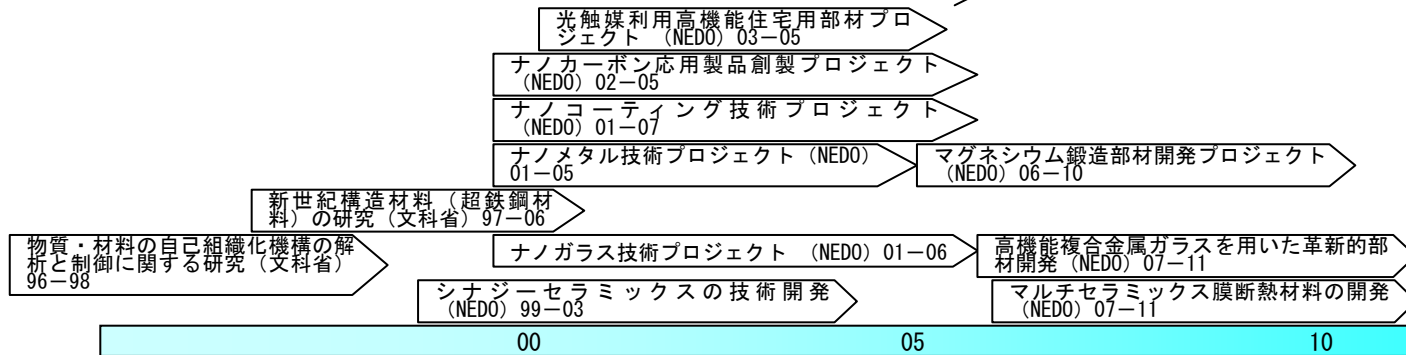 光触媒利用高機能住宅用部材プロ
ジェクト （NEDO）03－05
ナノカーボン応用製品創製プロジェクト
（NEDO）02－05
ナノコーティング技術プロジェクト
（NEDO）01－07
ナノメタル技術プロジェクト（NEDO）
01－05
マグネシウム鍛造部材開発プロジェクト
（NEDO）06－10
新世紀構造材料（超鉄鋼材
料）の研究（文科省）97－06
物質・材料の自己組織化機構の解
析と制御に関する研究（文科省）
96－98
ナノガラス技術プロジェクト （NEDO）01－06
高機能複合金属ガラスを用いた革新的部
材開発（NEDO）07－11
シナジーセラミックスの技術開発
（NEDO）99－03
マルチセラミックス膜断熱材料の開発
（NEDO）07－11
00 05 10